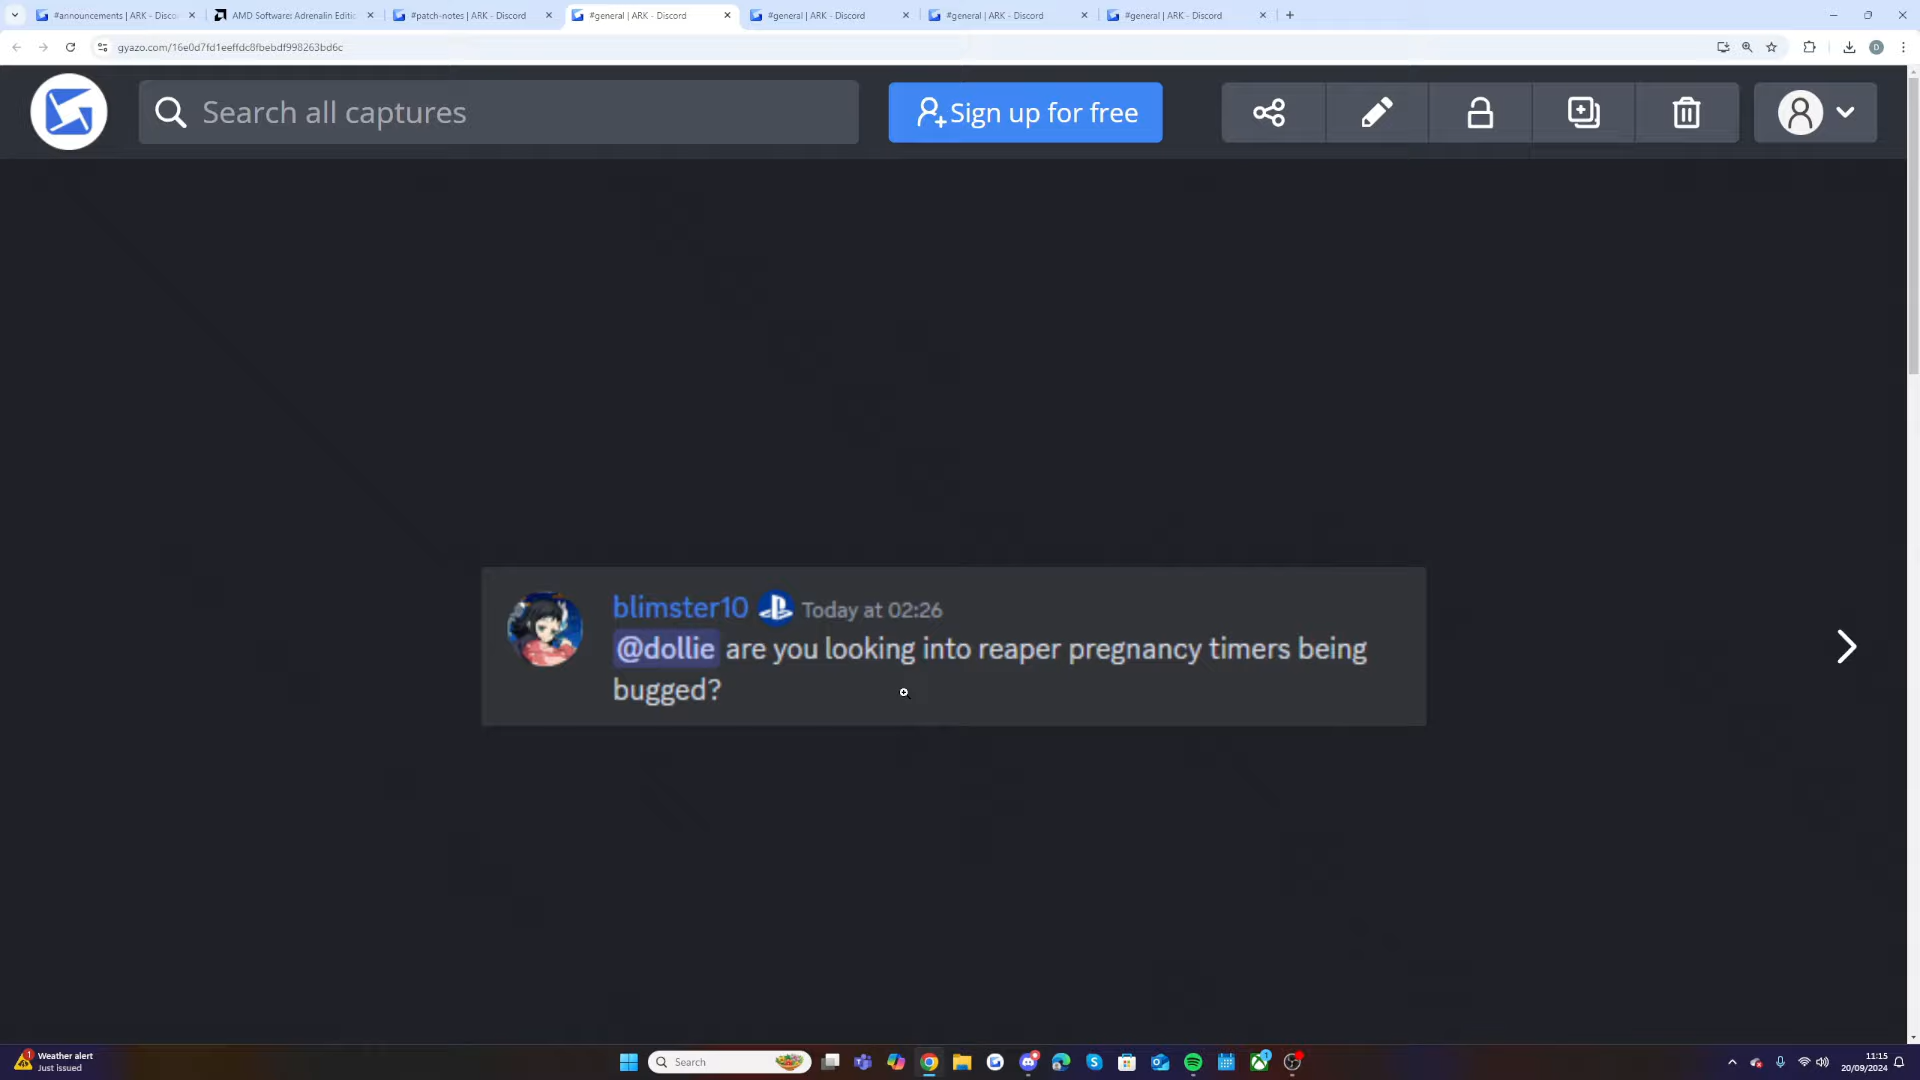 #announcements | ARK - Disco
AMD Software: Adrenalin Editi
#patch-notes | ARK - Discord
#general | ARK - Discord
#general | ARK - Discord
#general | ARK - Discord
#general | ARK - Discord
gyazo.com/16e0d7fd1eeffdc8fbebdf998263bd6c
D
Search all captures
Sign up for free
blimster10 Today at 02:26
@dollie are you looking into reaper pregnancy timers being
bugged?
1
Weather alert
Just issued
Search
1
11:15
20/09/2024